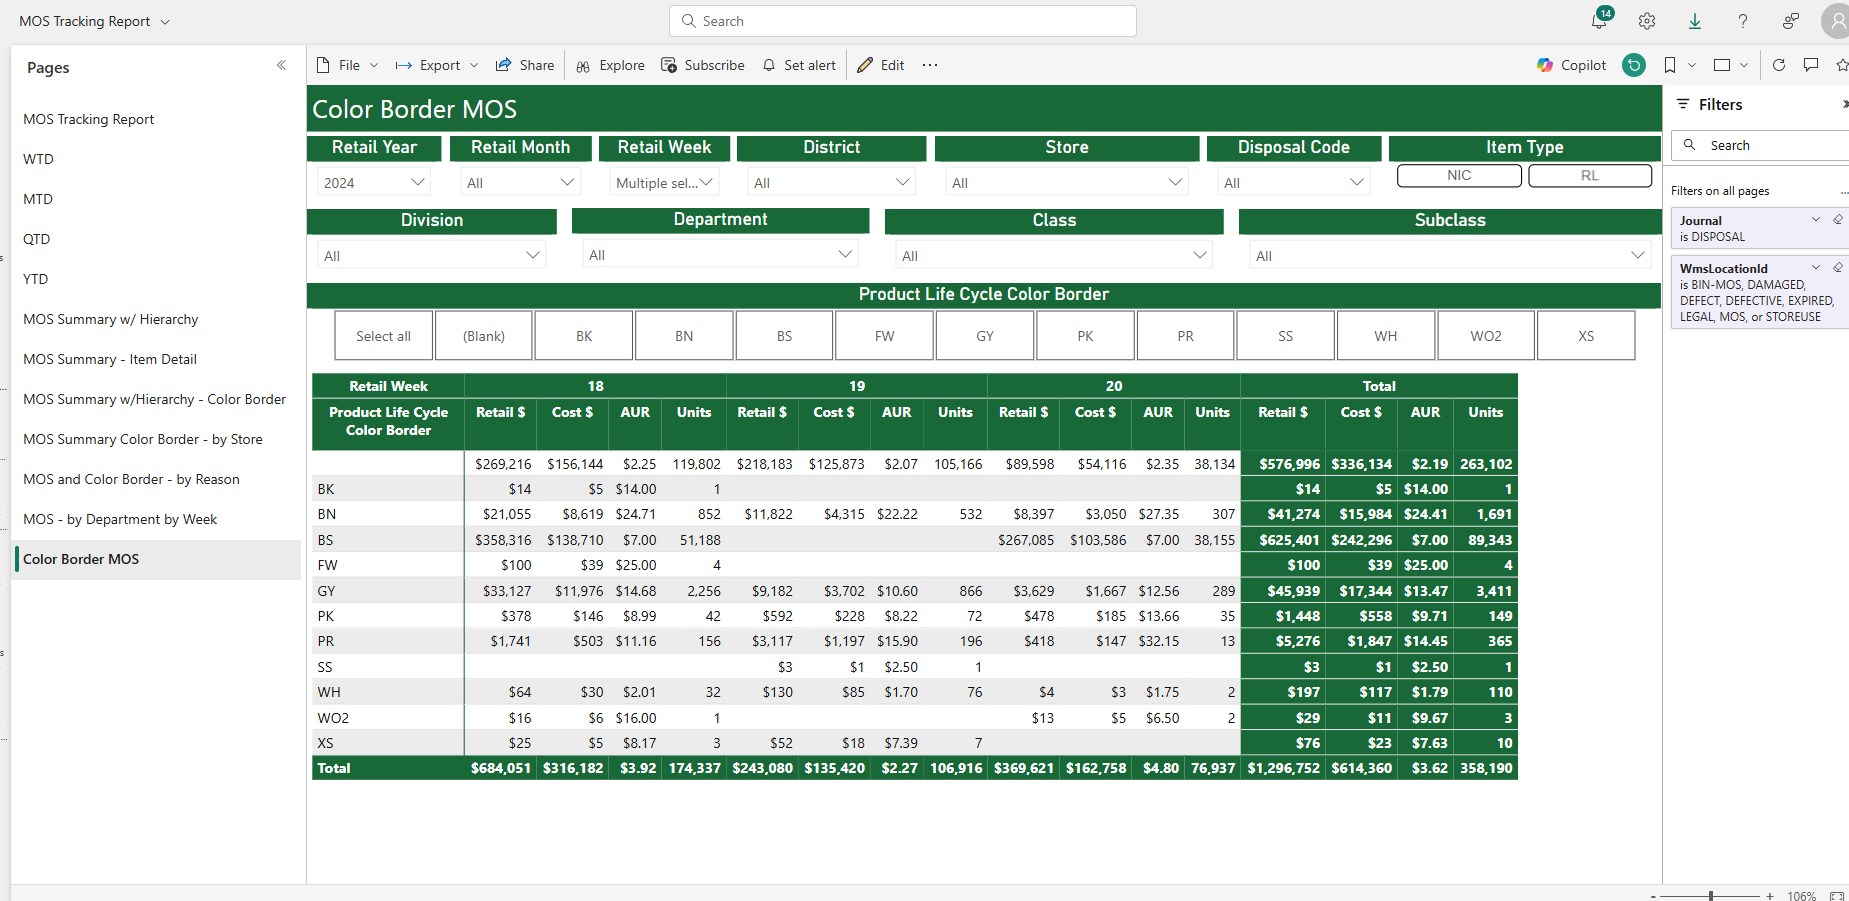 MOS Tracking Report
Search
14
Pages
MOS Tracking Report
WTD
MTD
QTD
YTD
MOS Summary w/ Hierarchy
MOS Summary - Item Detail
MOS Summary w/Hierarchy - Color Border
MOS Summary Color Border - by Store
MOS and Color Border - by Reason
MOS - by Department by Week
Color Border MOS
File Export Share Explore Subscribe Set alert Edit ... Copilot
Color Border MOS
Retail Year Retail Month Retail Week District Store Disposal Code Item Type
2024 All Multiple sel... All All All NIC RL
Division Department Class Subclass
All All All All
Product Life Cycle Color Border
Select all (Blank) BK BN BS FW GY PK PR SS WH WO2 XS
Retail Week 18 19 20 Total
Product Life Cycle Color Border Retail $ Cost $ AUR Units Retail $ Cost $ AUR Units Retail $ Cost $ AUR Units Retail $ Cost $ AUR Units
$269,216 $156,144 $2.25 119,802 $218,183 $125,873 $2.07 105,166 $89,598 $54,116 $2.35 38,134 $576,996 $336,134 $2.19 263,102
BK $14 $5 $14.00 1 $14 $5 $14.00 1
BN $21,055 $8,619 $24.71 852 $11,822 $4,315 $22.22 532 $8,397 $3,050 $27.35 307 $41,274 $15,984 $24.41 1,691
BS $358,316 $138,710 $7.00 51,188 $267,085 $103,586 $7.00 38,155 $625,401 $242,296 $7.00 89,343
FW $100 $39 $25.00 4 $100 $39 $25.00 4
GY $33,127 $11,976 $14.68 2,256 $9,182 $3,702 $10.60 866 $3,629 $1,667 $12.56 289 $45,939 $17,344 $13.47 3,411
PK $378 $146 $8.99 42 $592 $228 $8.22 72 $478 $185 $13.66 35 $1,448 $558 $9.71 149
PR $1,741 $503 $11.16 156 $3,117 $1,197 $15.90 196 $418 $147 $32.15 13 $5,276 $1,847 $14.45 365
SS $3 $1 $2.50 1 $3 $1 $2.50 1
WH $64 $30 $2.01 32 $130 $85 $1.70 76 $4 $3 $1.75 2 $197 $117 $1.79 110
WO2 $16 $6 $16.00 1 $13 $5 $6.50 2 $29 $11 $9.67 3
XS $25 $5 $8.17 3 $52 $18 $7.39 7 $76 $23 $7.63 10
Total $684,051 $316,182 $3.92 174,337 $243,080 $135,420 $2.27 106,916 $369,621 $162,758 $4.80 76,937 $1,296,752 $614,360 $3.62 358,190
Filters
Search
Filters on all pages ...
Journal
is DISPOSAL
WmsLocationId
is BIN-MOS, DAMAGED,
DEFECT, DEFECTIVE, EXPIRED,
LEGAL, MOS, or STOREUSE
- + 106%